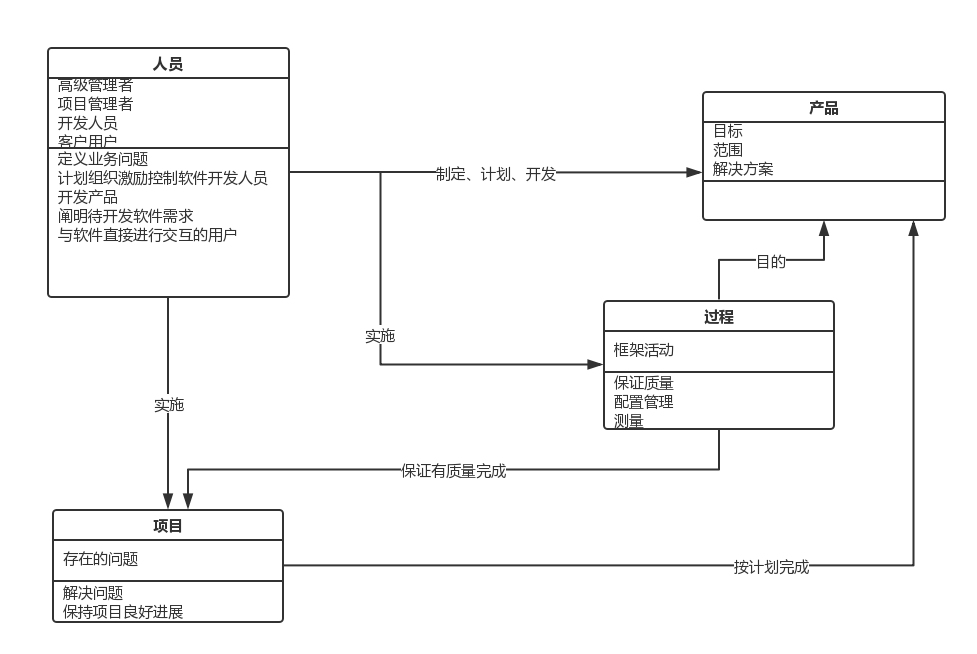 人员
高级管理者
项目管理者
开发人员
客户用户
定义业务问题
计划组织激励控制软件开发人员
开发产品
阐明待开发软件需求
与软件直接进行交互的用户
制定、计划、开发
产品
目标
范围
解决方案
目的
过程
框架活动
保证质量
配置管理
测量
实施
实施
保证有质量完成
项目
存在的问题
解决问题
保持项目良好进展
按计划完成